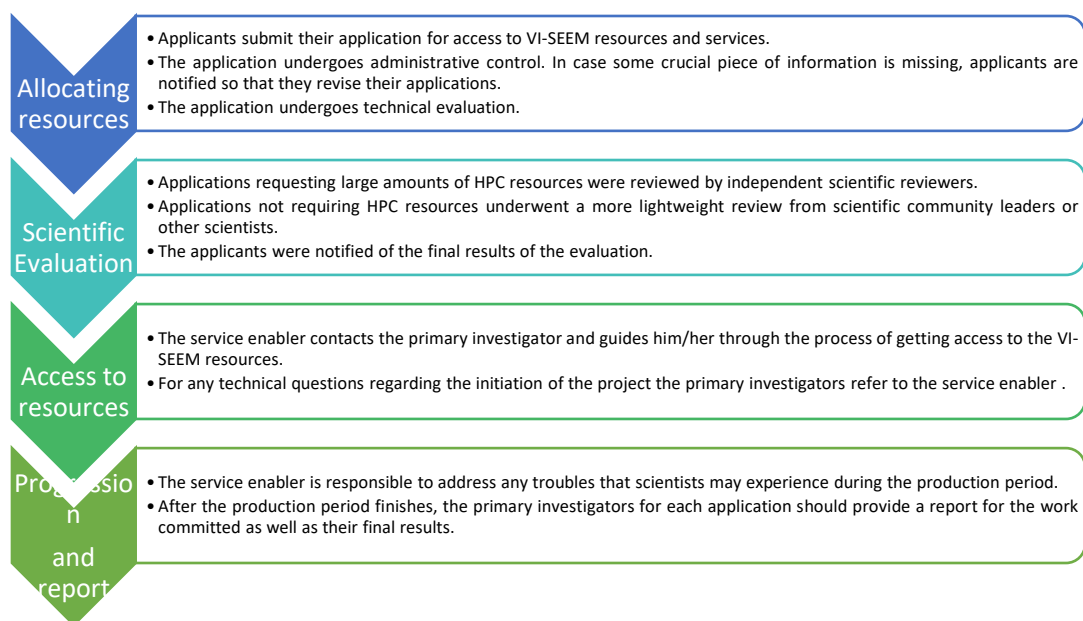 Allocating
resources
• Applicants submit their application for access to VI-SEEM resources and services.
• The application undergoes administrative control. In case some crucial piece of information is missing, applicants are
notified so that they revise their applications.
• The application undergoes technical evaluation.
Scientific
Evaluation
• Applications requesting large amounts of HPC resources were reviewed by independent scientific reviewers.
• Applications not requiring HPC resources underwent a more lightweight review from scientific community leaders or
other scientists.
• The applicants were notified of the final results of the evaluation.
Access to
resources
• The service enabler contacts the primary investigator and guides him/her through the process of getting access to the VI-
SEEM resources.
• For any technical questions regarding the initiation of the project the primary investigators refer to the service enabler .
Progressio
n
and
report
• The service enabler is responsible to address any troubles that scientists may experience during the production period.
• After the production period finishes, the primary investigators for each application should provide a report for the work
committed as well as their final results.